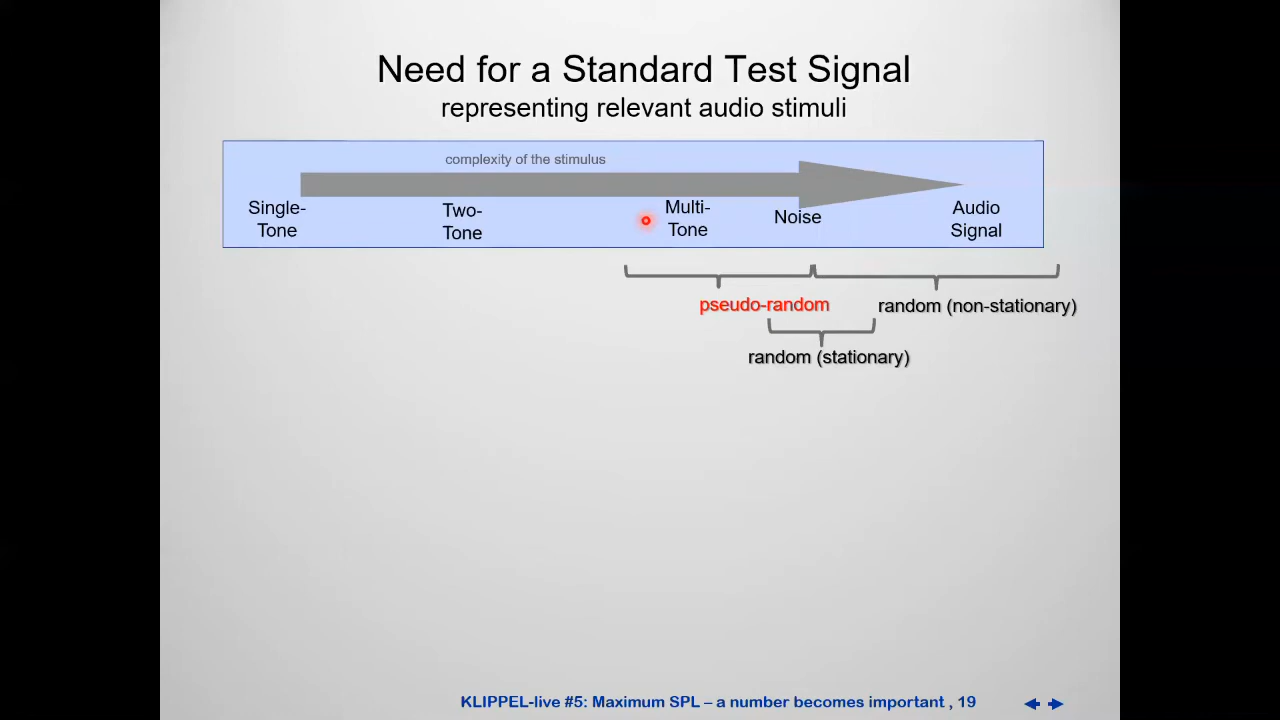 Need for a Standard Test Signal
representing relevant audio stimuli
complexity of the stimulus
Single-
Tone
Two-
Tone
Multi-
Tone
Noise
Audio
Signal
pseudo-random
random (non-stationary)
random (stationary)
KLIPPEL-live #5: Maximum SPL – a number becomes important , 19